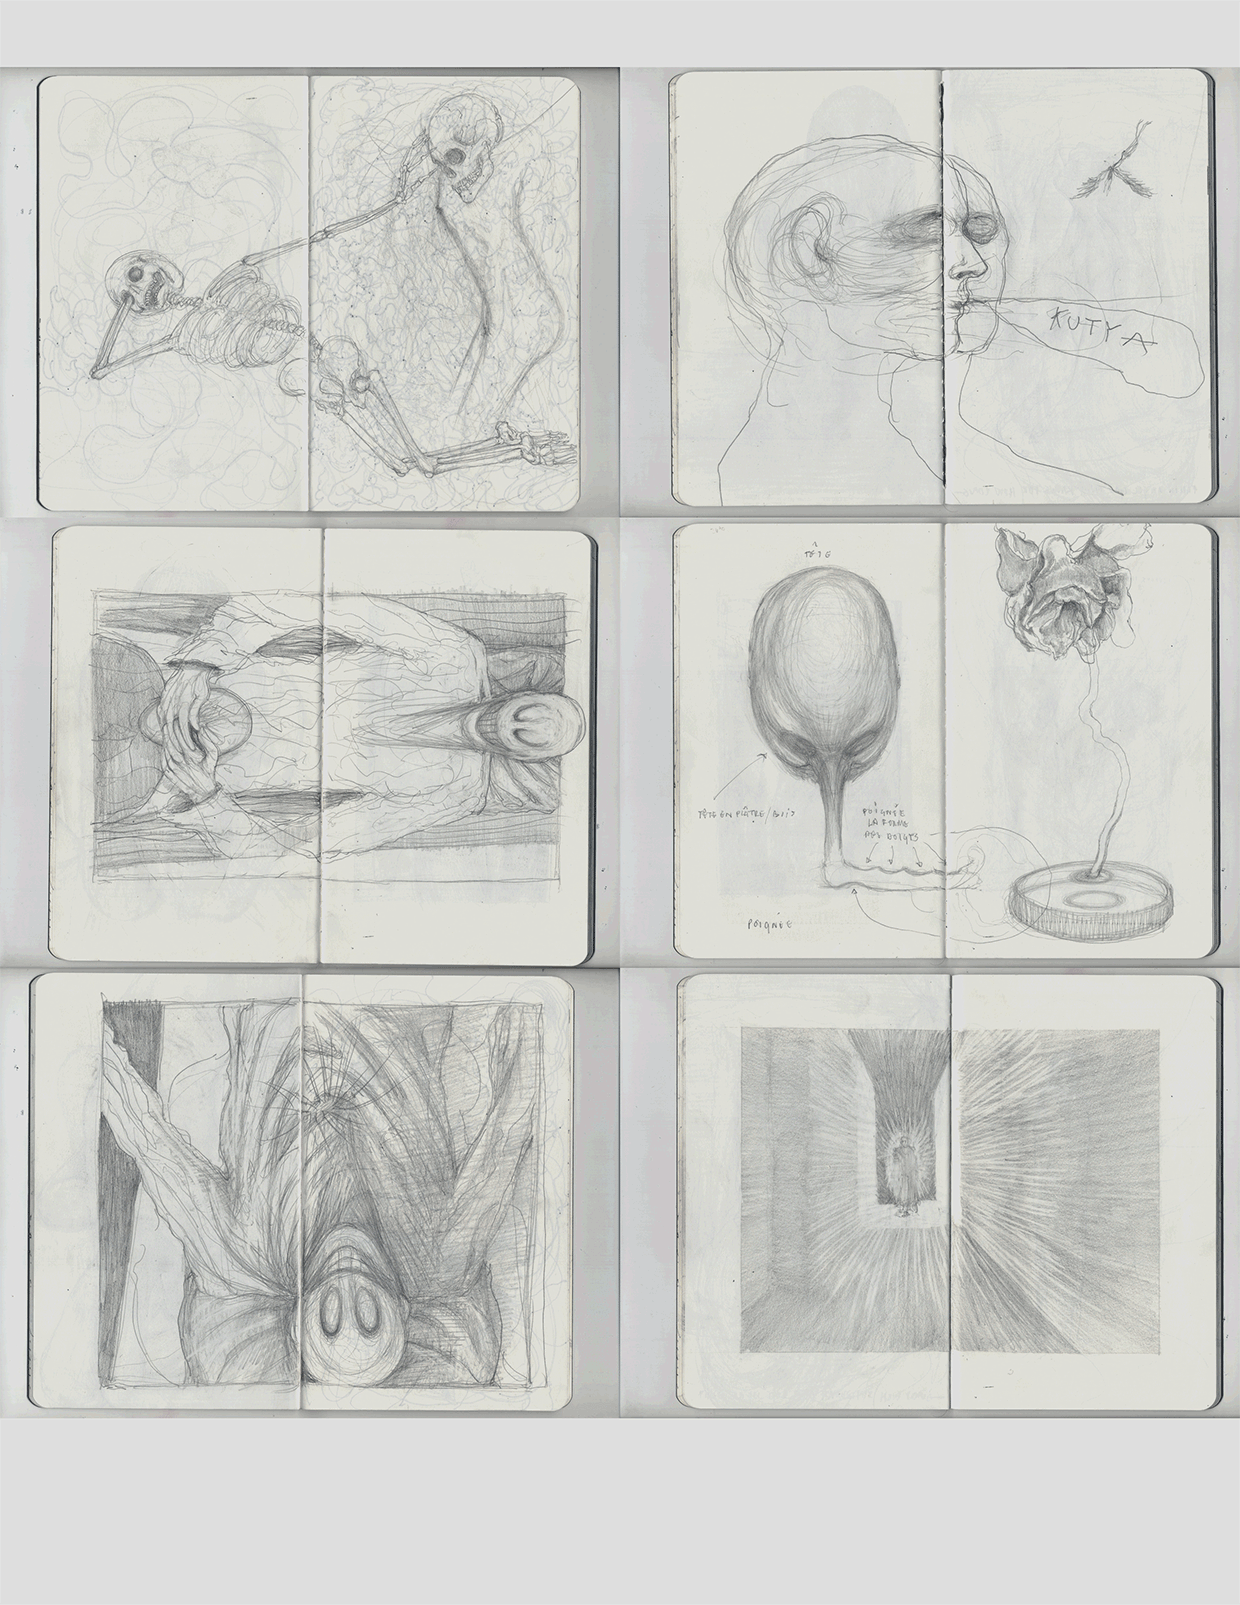 KUTYA
TÊTE
TÊTE EN PLÂTRE/BOIS
POIGNÉE
LA FORME
DES DOIGTS
POIGNÉE